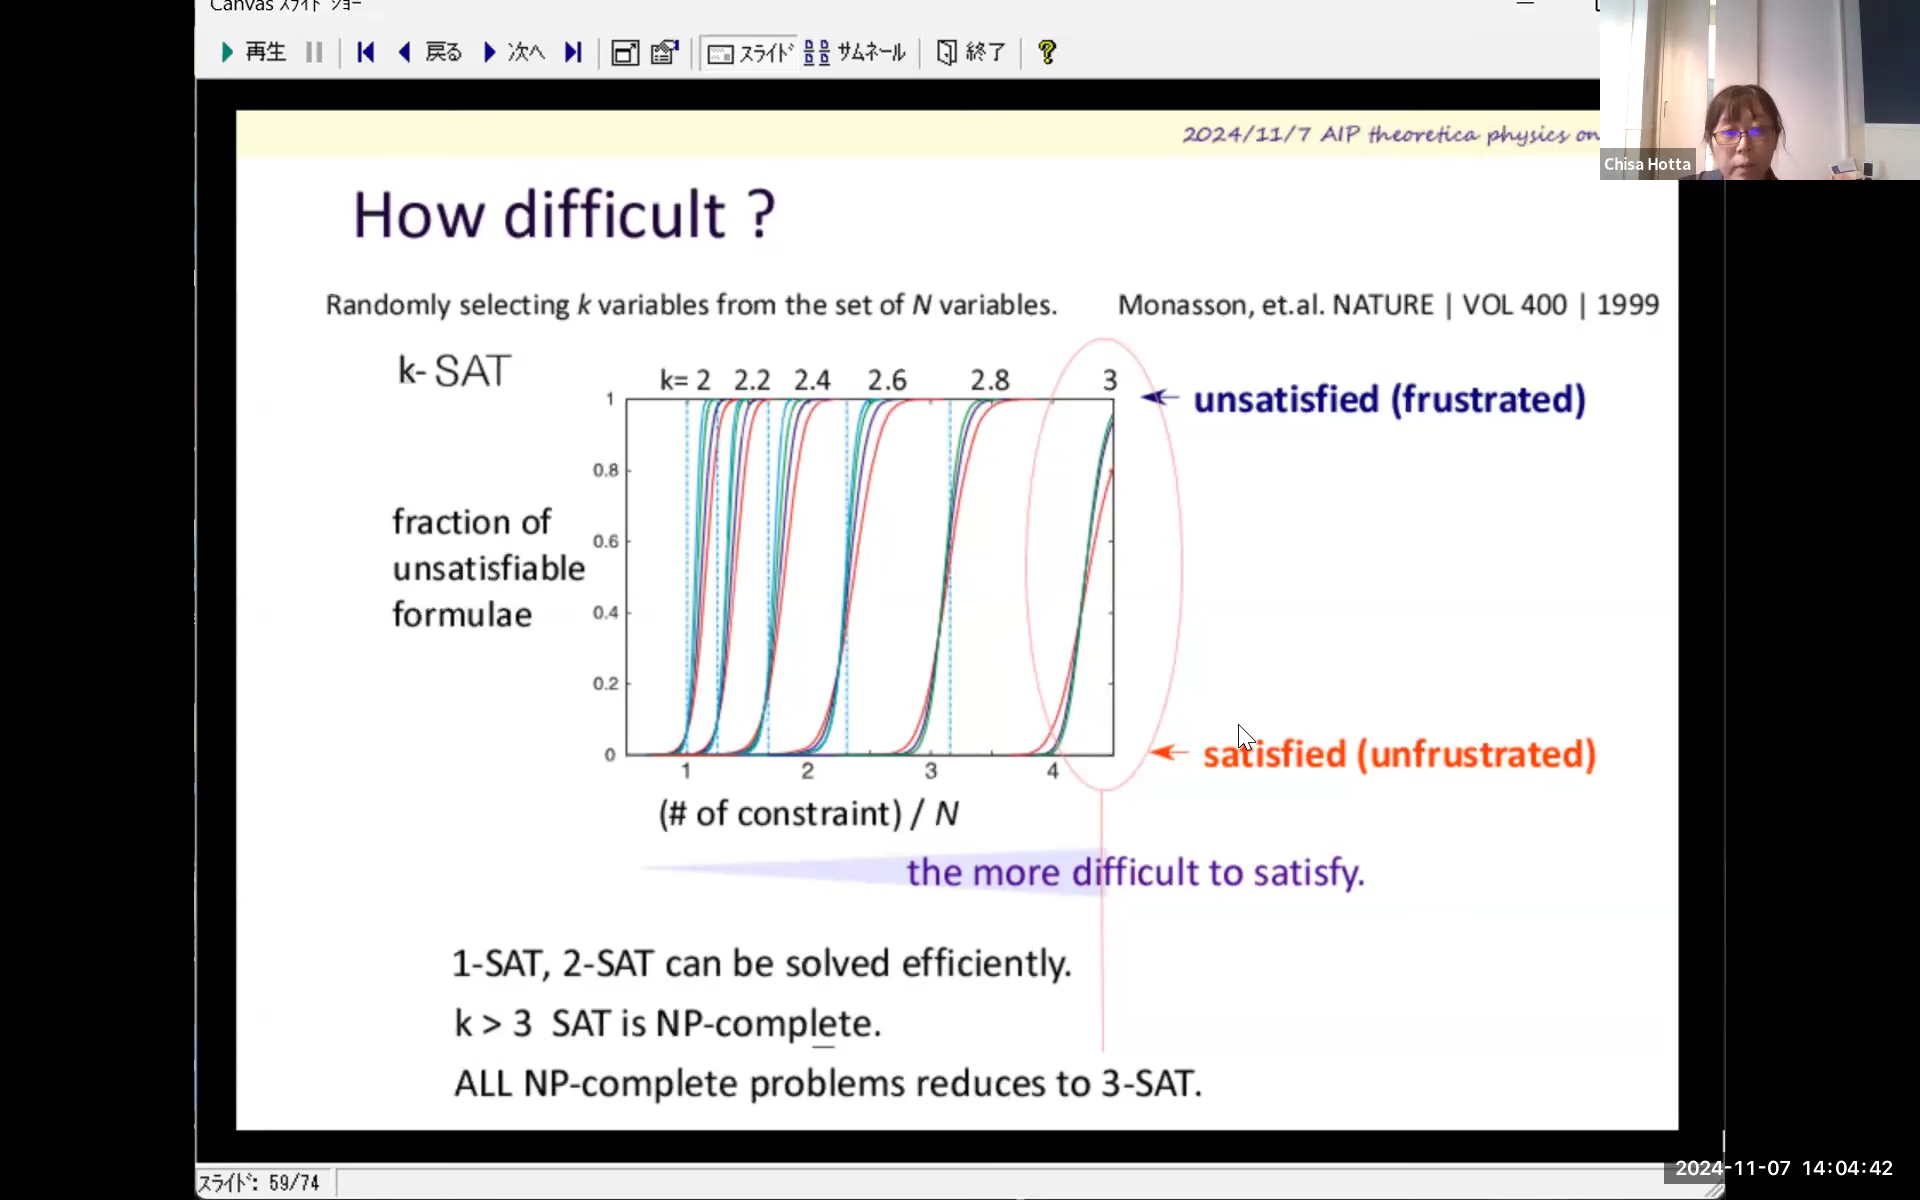 Canvas スライド ショー
再生 戻る 次へ スライド サムネール 終了
2024/11/7 AIP theoretica physics on
Chisa Hotta
How difficult ?
Randomly selecting k variables from the set of N variables. Monasson, et.al. NATURE | VOL 400 | 1999
k- SAT
k= 2 2.2 2.4 2.6 2.8 3
1
0.8
0.6
0.4
0.2
0
unsatisfied (frustrated)
fraction of
unsatisfiable
formulae
satisfied (unfrustrated)
1 2 3 4
(# of constraint) / N
the more difficult to satisfy.
1-SAT, 2-SAT can be solved efficiently.
k > 3 SAT is NP-complete.
ALL NP-complete problems reduces to 3-SAT.
スライド: 59/74
2024-11-07 14:04:42